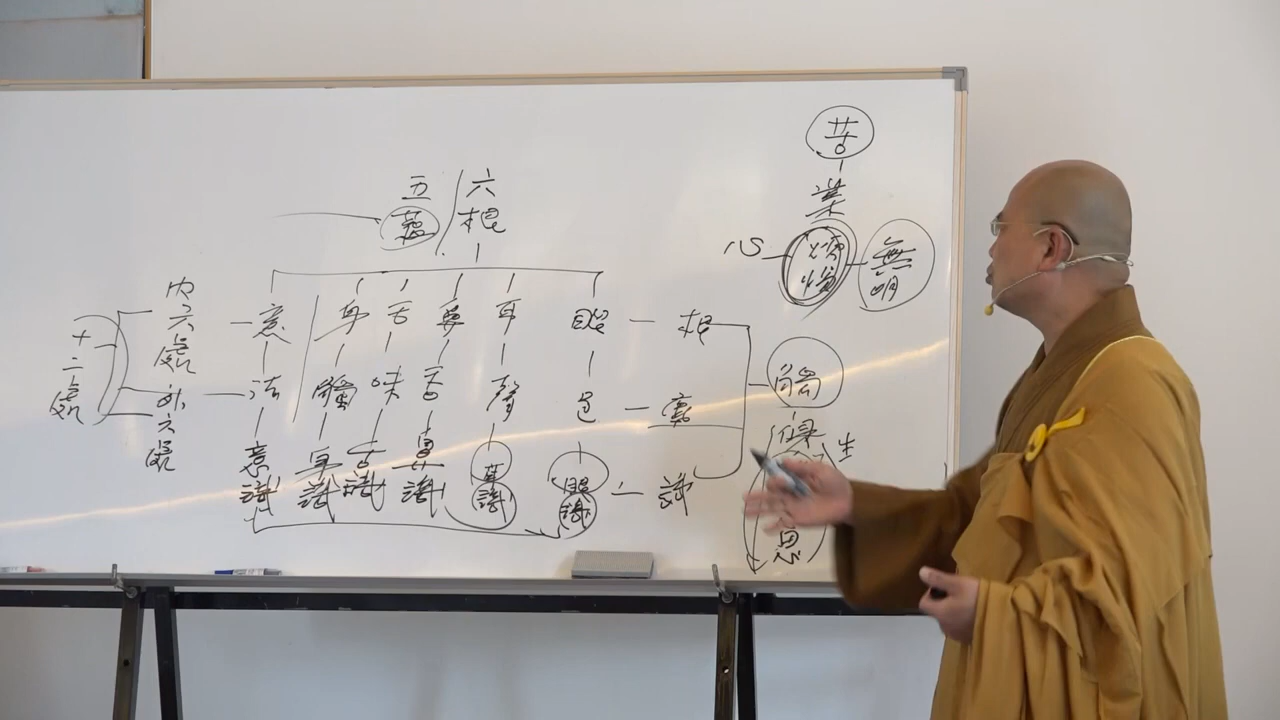 苦
業
心 煩惱 無明
五蘊
六根
眼 耳 鼻 舌 身 意
色 聲 香 味 觸 法
眼識 耳識 鼻識 舌識 身識 意識
根
塵
識
觸
俱
生
思
內六處
外六處
十二處